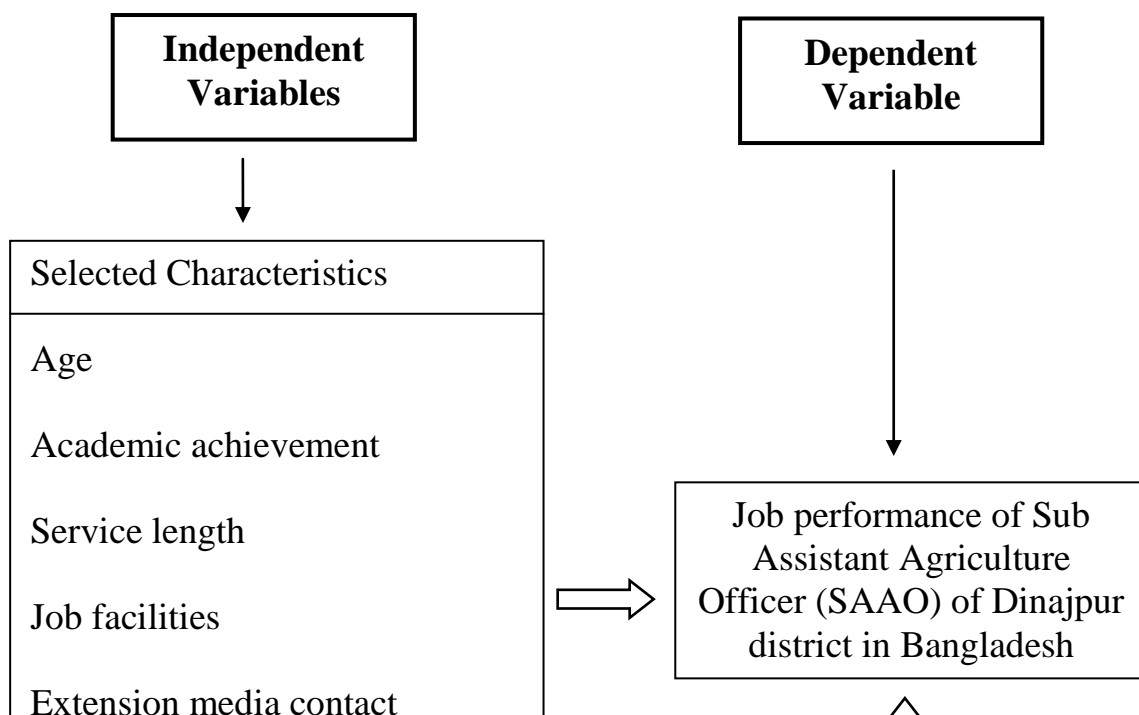 Independent
Variables
Dependent
Variable
Selected Characteristics
Age
Academic achievement
Service length
Job facilities
Extension media contact
Job performance of Sub
Assistant Agriculture
Officer (SAAO) of Dinajpur
district in Bangladesh